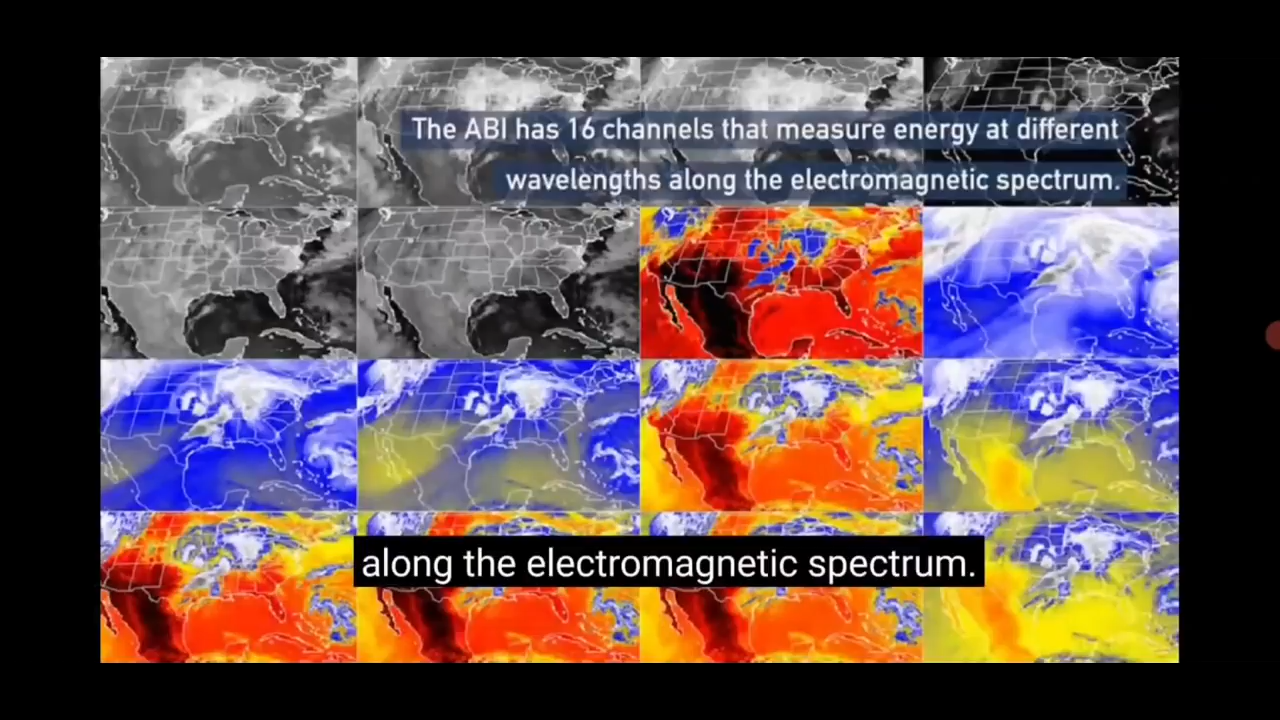 The ABI has 16 channels that measure energy at different
wavelengths along the electromagnetic spectrum.
along the electromagnetic spectrum.